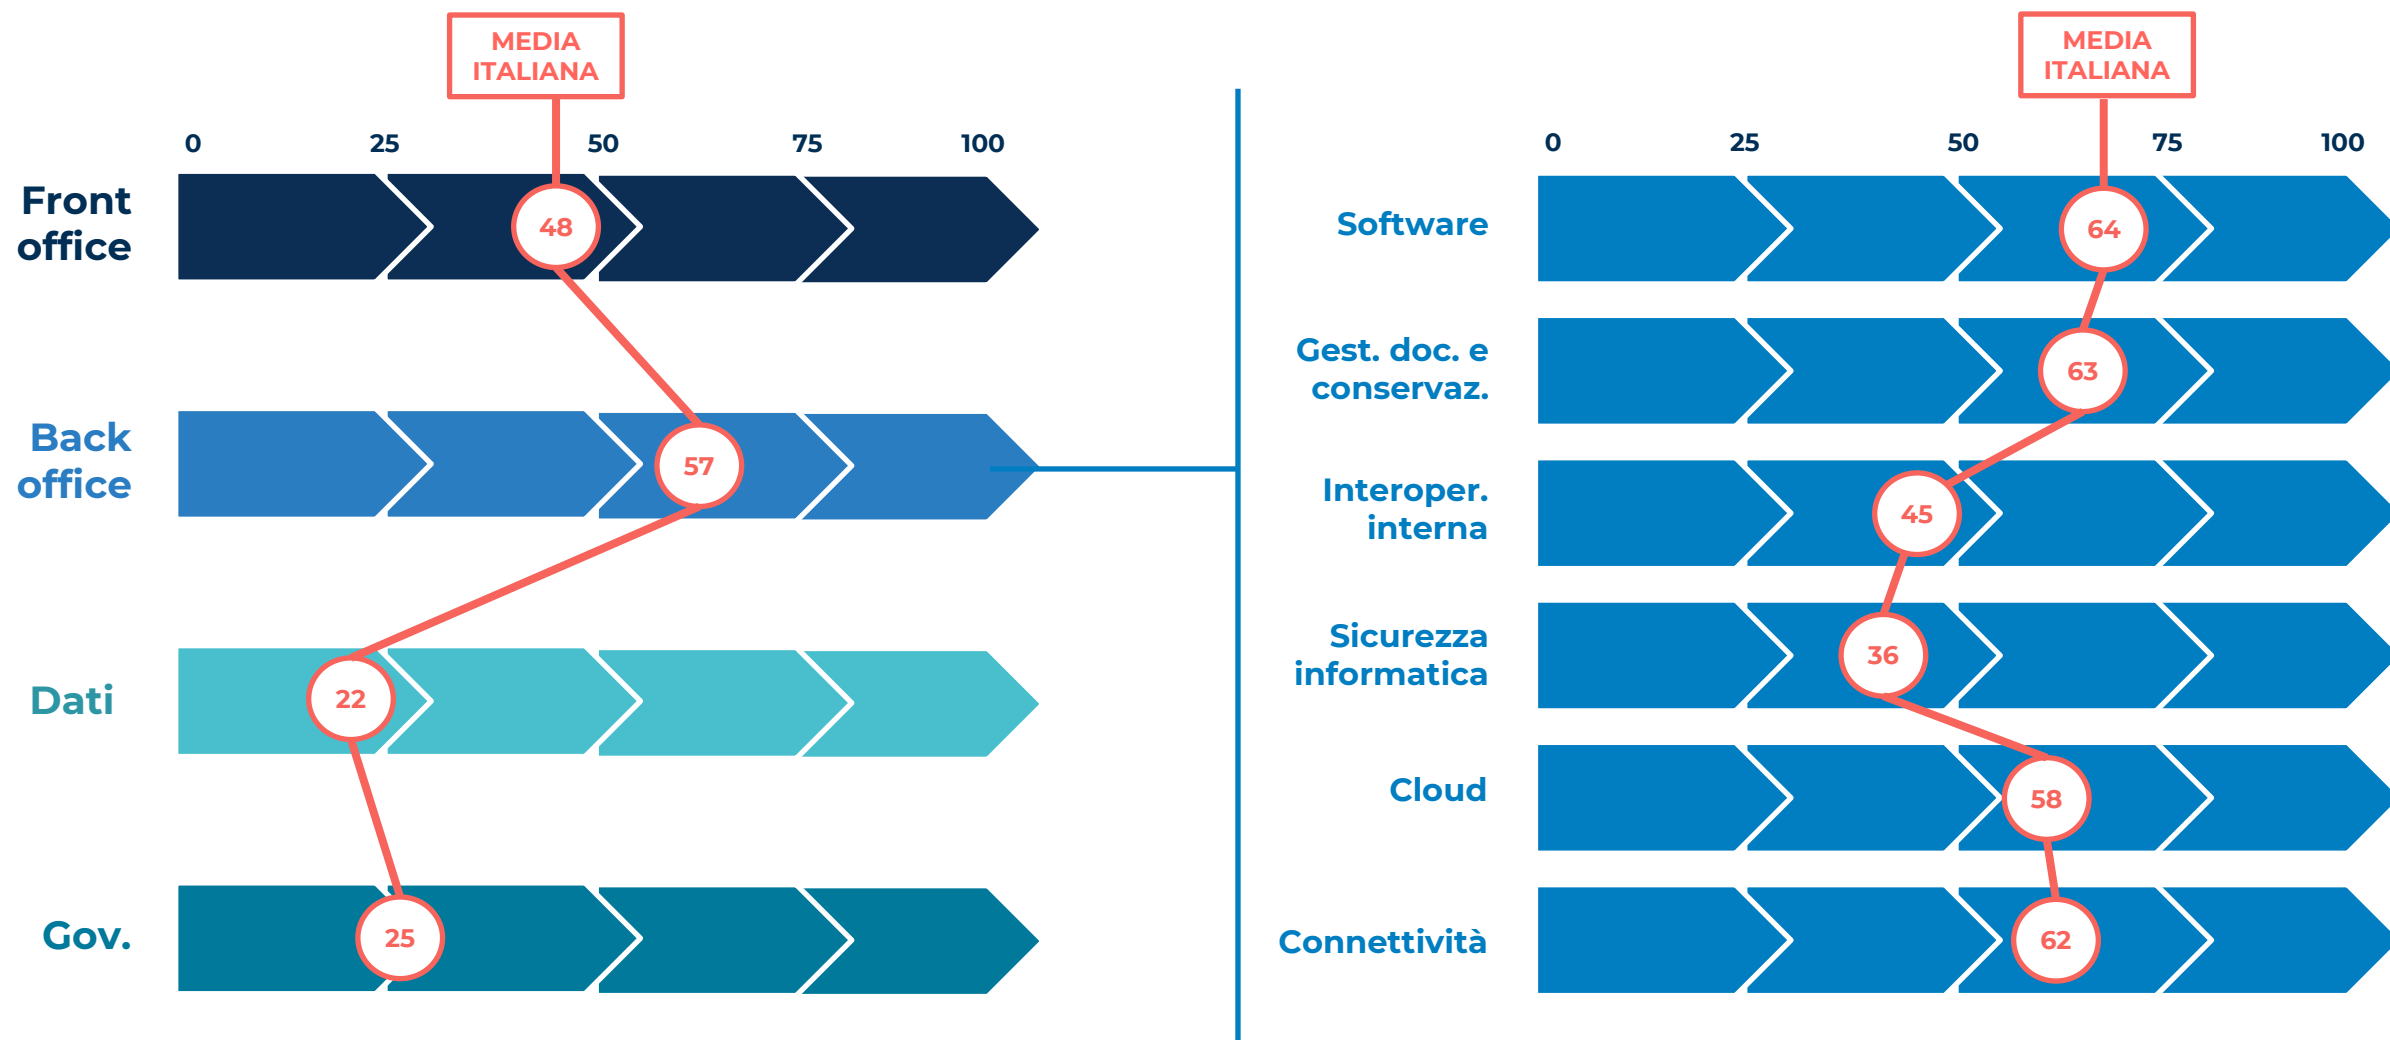 MEDIA
ITALIANA
0 25 50 75 100
Front
office
48
Back
office
57
Dati
22
Gov.
25
MEDIA
ITALIANA
0 25 50 75 100
Software
64
Gest. doc. e
conservaz.
63
Interoper.
interna
45
Sicurezza
informatica
36
Cloud
58
Connettività
62